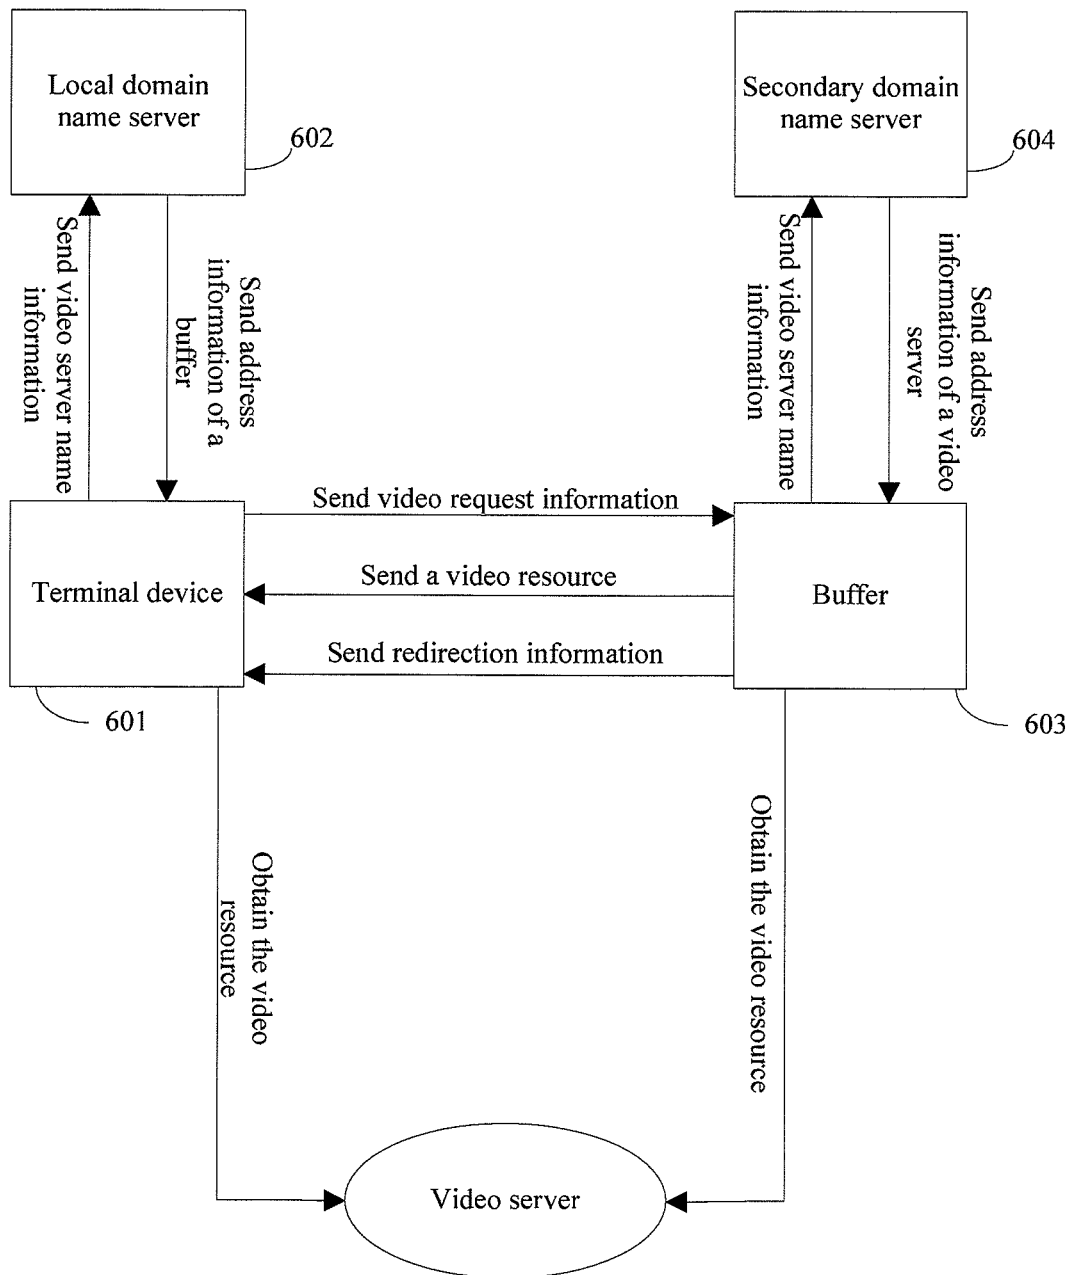 Local domain
name server
602
Secondary domain
name server
604
Send video server name
information
Send address
information of a
buffer
Send video server name
information
Send address
information of a video
server
Send video request information
Terminal device
Send a video resource
Buffer
Send redirection information
601
603
Obtain the video
resource
Obtain the video resource
Video server